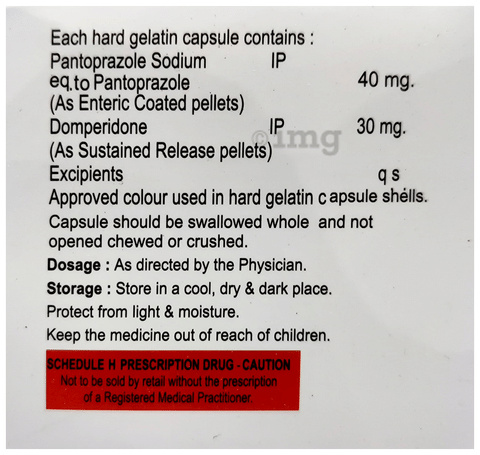 Each hard gelatin capsule contains :
Pantoprazole Sodium IP
eq.to Pantoprazole 40 mg.
(As Enteric Coated pellets)
Domperidone IP 30 mg.
(As Sustained Release pellets)
Excipients q s
Approved colour used in hard gelatin c apsule shells.
Capsule should be swallowed whole and not
opened chewed or crushed.
Dosage : As directed by the Physician.
Storage : Store in a cool, dry & dark place.
Protect from light & moisture.
Keep the medicine out of reach of children.
SCHEDULE H PRESCRIPTION DRUG - CAUTION
Not to be sold by retail without the prescription
of a Registered Medical Practitioner.